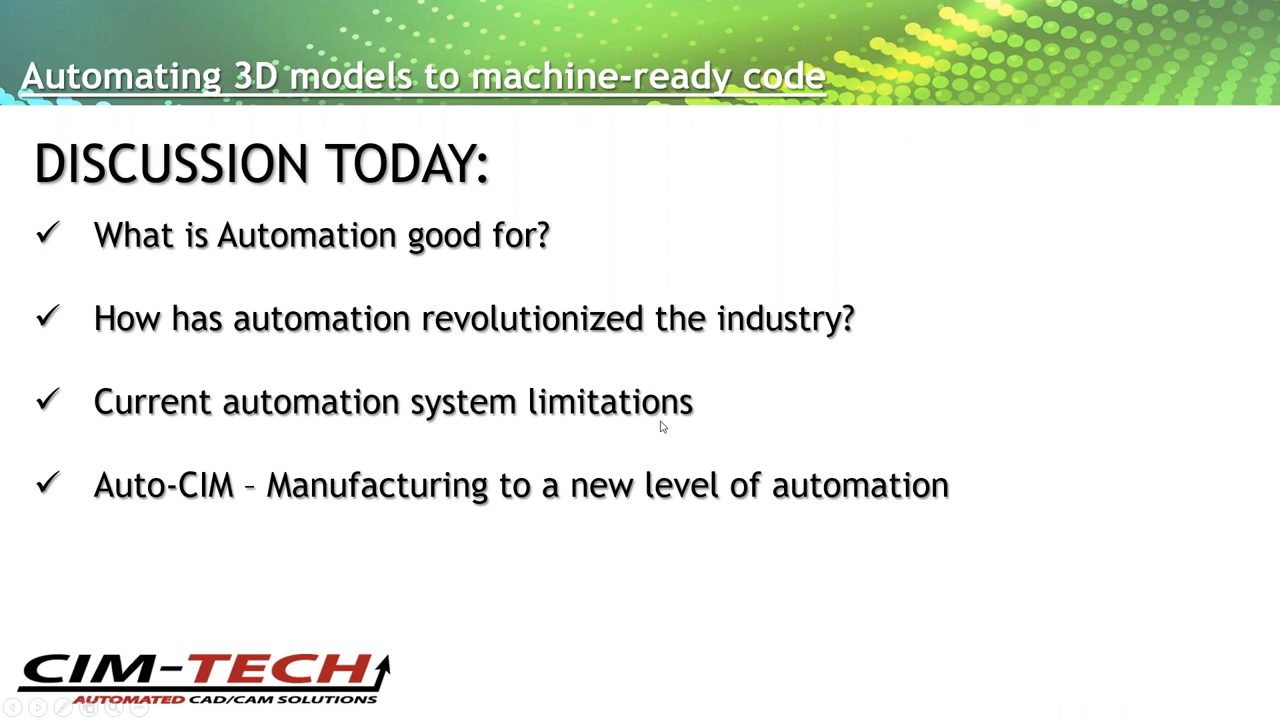 Automating 3D models to machine-ready code
DISCUSSION TODAY:
✓ What is Automation good for?
✓ How has automation revolutionized the industry?
✓ Current automation system limitations
✓ Auto-CIM – Manufacturing to a new level of automation
CIM-TECH
AUTOMATED CAD/CAM SOLUTIONS